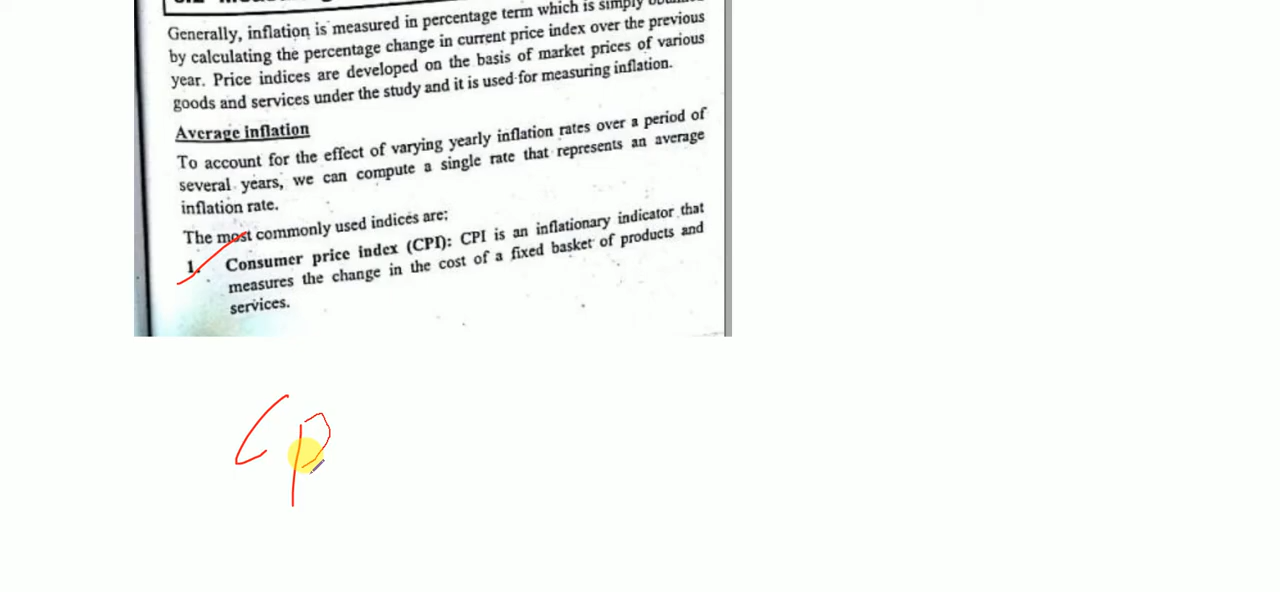 Generally, inflation is measured in percentage term which is simply
by calculating the percentage change in current price index over the previous
year. Price indices are developed on the basis of market prices of various
goods and services under the study and it is used for measuring inflation.
Average inflation
To account for the effect of varying yearly inflation rates over a period of
several years, we can compute a single rate that represents an average
inflation rate.
The most commonly used indices are:
1. Consumer price index (CPI): CPI is an inflationary indicator that
measures the change in the cost of a fixed basket of products and
services.
CP